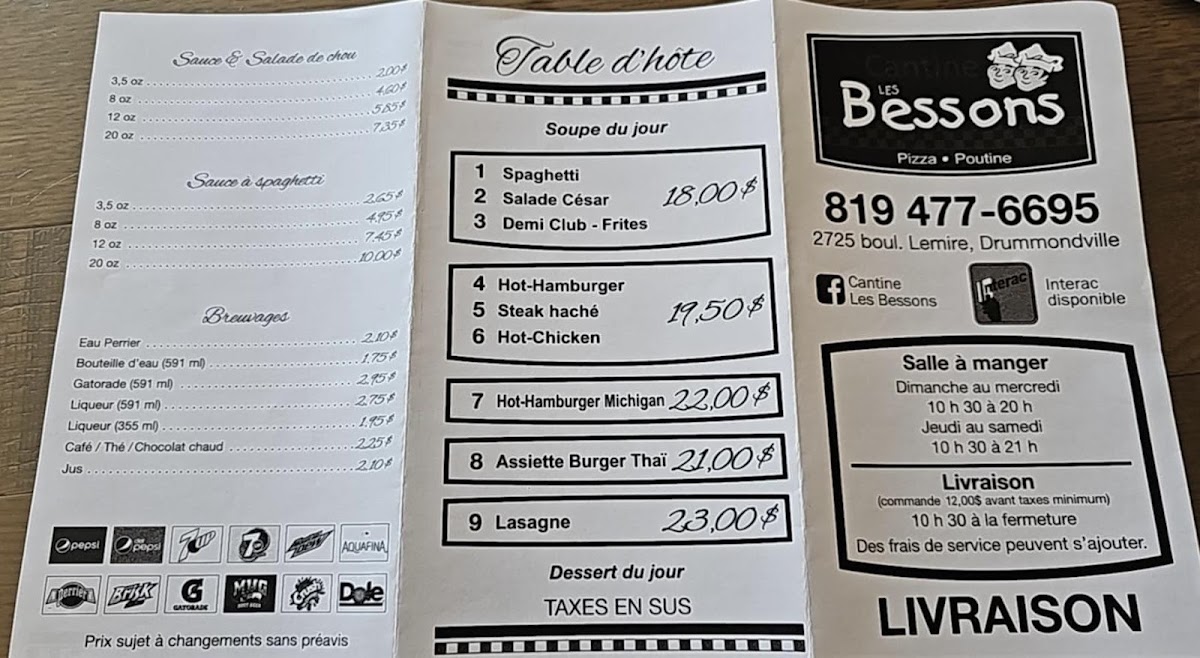 Sauce & Salade de chou
3,5 oz 2.00$
8 oz 4.60$
12 oz 5.85$
20 oz 7.35$
Sauce à spaghetti
3,5 oz 2.65$
8 oz 4.95$
12 oz 7.45$
20 oz 10.00$
Breuvages
Eau Perrier 2.10$
Bouteille d'eau (591 ml) 1.75$
Gatorade (591 ml) 2.95$
Liqueur (591 ml) 2.75$
Liqueur (355 ml) 1.95$
Café / Thé / Chocolat chaud 2.25$
Jus 2.10$
pepsi
pepsi
7UP
7
AQUAFINA
Perrier
BRISK
G GATORADE
MUG ROOT BEER
Crush
Dole
Prix sujet à changements sans préavis
Table d'hôte
Soupe du jour
1 Spaghetti
2 Salade César 18,00$
3 Demi Club - Frites
4 Hot-Hamburger
5 Steak haché 19,50$
6 Hot-Chicken
7 Hot-Hamburger Michigan 22,00$
8 Assiette Burger Thaï 21,00$
9 Lasagne 23,00$
Dessert du jour
TAXES EN SUS
Cantine
LES
Bessons
Pizza • Poutine
819 477-6695
2725 boul. Lemire, Drummondville
f Cantine
Les Bessons
Interac
Interac
disponible
Salle à manger
Dimanche au mercredi
10 h 30 à 20 h
Jeudi au samedi
10 h 30 à 21 h
Livraison
(commande 12,00$ avant taxes minimum)
10 h 30 à la fermeture
Des frais de service peuvent s'ajouter.
LIVRAISON